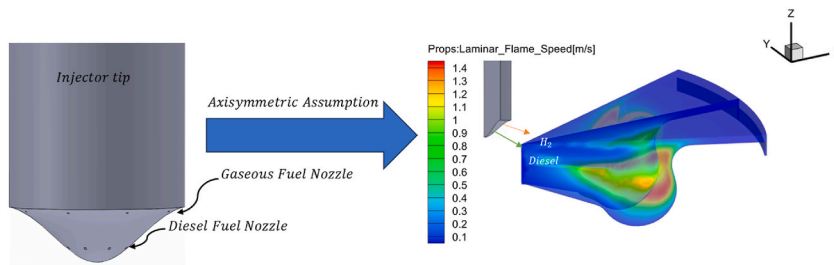 Injector tip
Axisymmetric Assumption
Gaseous Fuel Nozzle
Diesel Fuel Nozzle
Props:Laminar_Flame_Speed[m/s]
1.4
1.3
1.2
1.1
1
0.9
0.8
0.7
0.6
0.5
0.4
0.3
0.2
0.1
H₂
Diesel
Z
Y